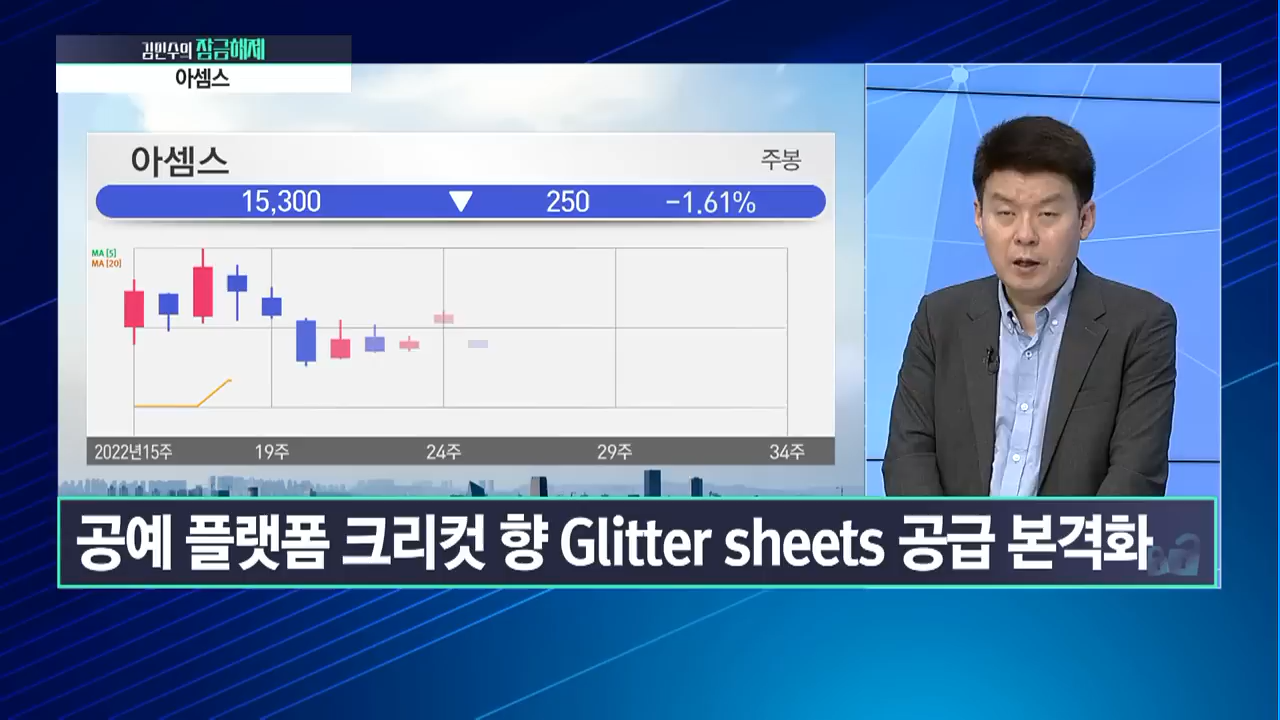 김민수의 잠금해제
아셈스
아셈스
주봉
15,300 ▼ 250 -1.61%
MA [5]
MA [20]
2022년15주 19주 24주 29주 34주
공예 플랫폼 크리컷 향 Glitter sheets 공급 본격화